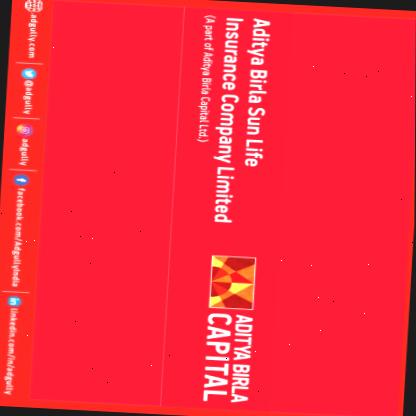 Aditya Birla Sun Life
Insurance Company Limited
(A part of Aditya Birla Capital Ltd.)
ADITYA BIRLA
CAPITAL
adgully.com
@adgully
adgully
facebook.com/AdgullyIndia
linkedin.com/in/adgully